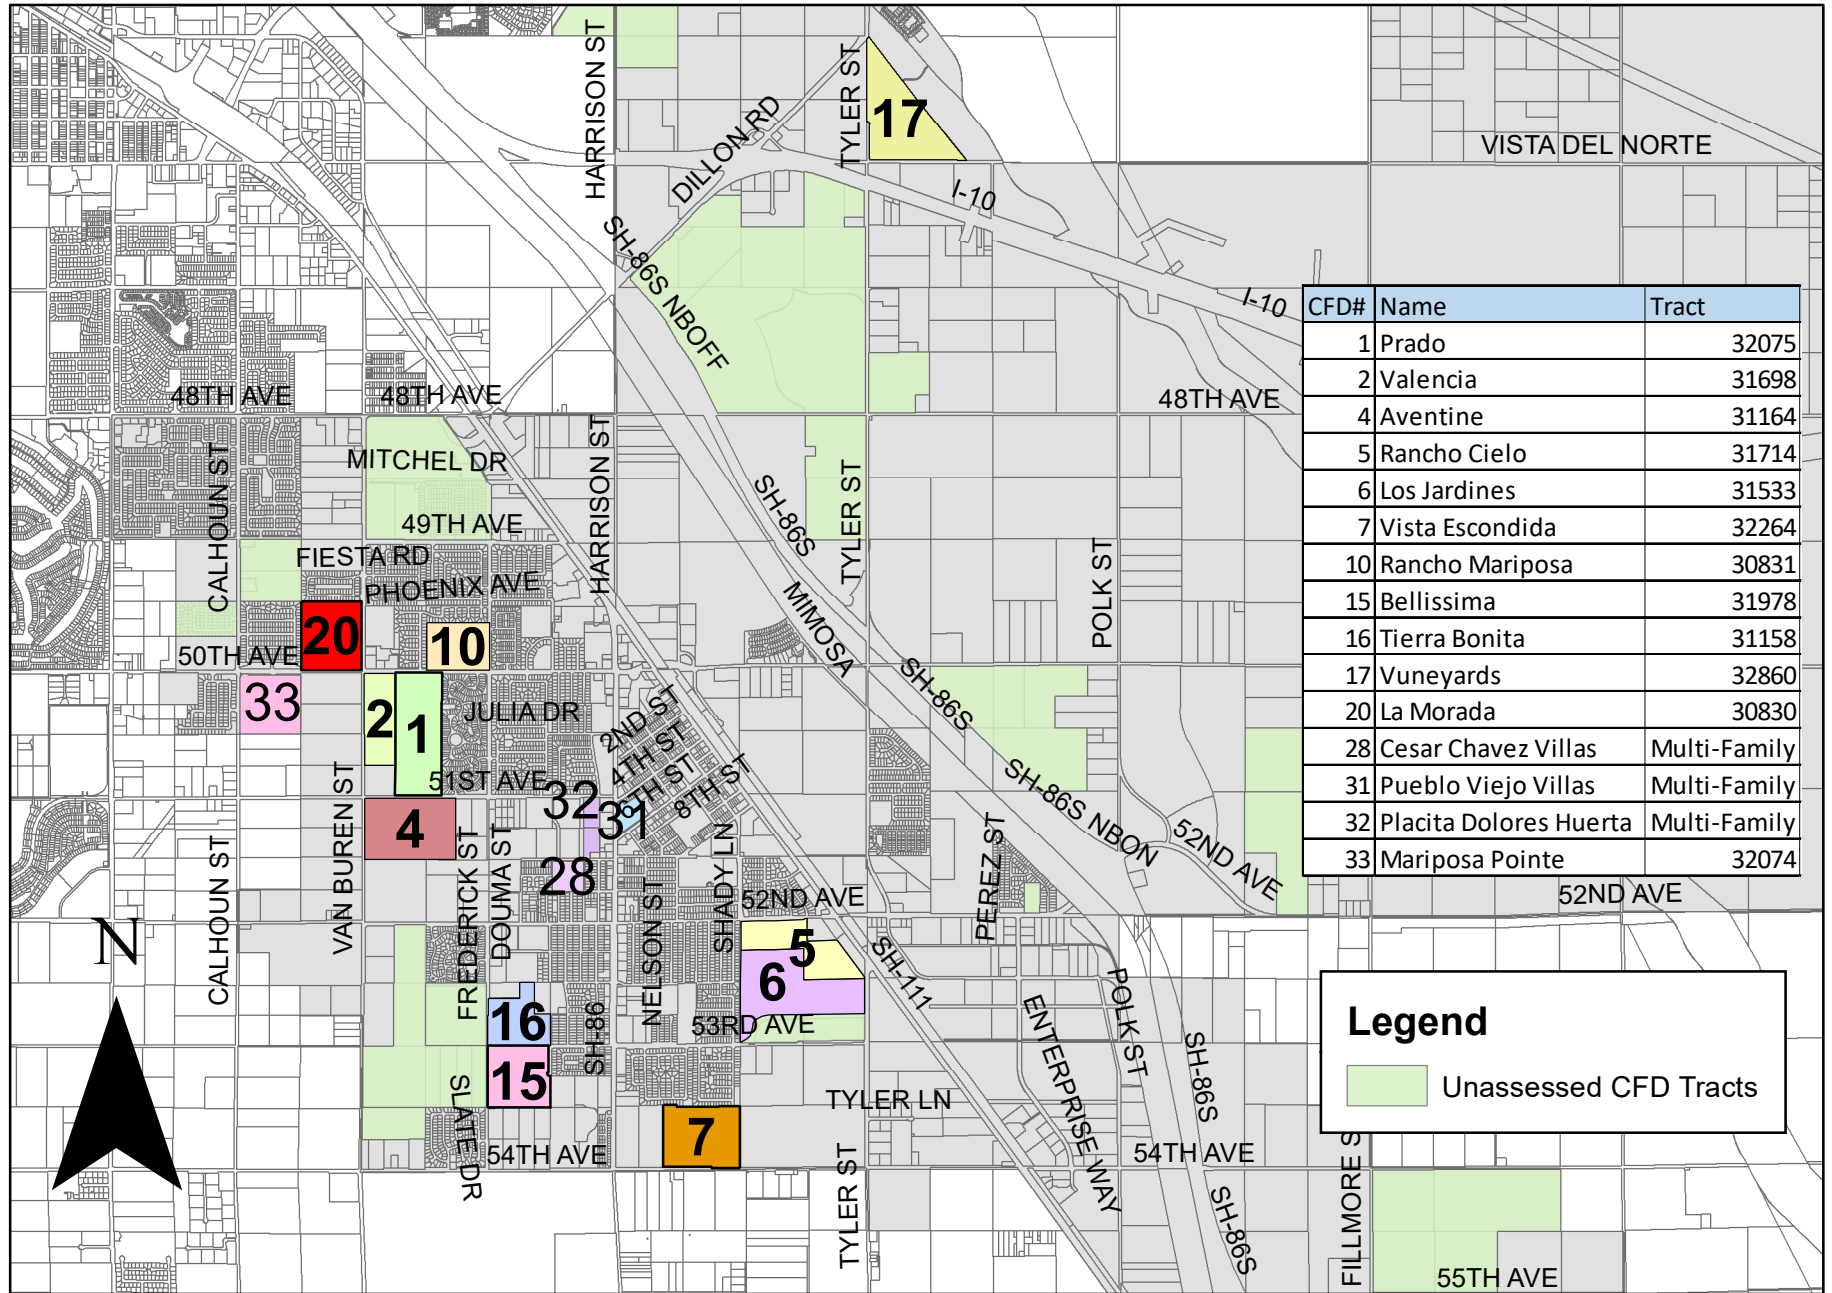 HARRISON ST
TYLER ST
17
DILLON RD
VISTA DEL NORTE
I-10
SH-86S NBOFF
I-10
CFD# Name Tract
1 Prado 32075
2 Valencia 31698
4 Aventine 31164
5 Rancho Cielo 31714
6 Los Jardines 31533
7 Vista Escondida 32264
10 Rancho Mariposa 30831
15 Bellissima 31978
16 Tierra Bonita 31158
17 Vuneyards 32860
20 La Morada 30830
28 Cesar Chavez Villas Multi-Family
31 Pueblo Viejo Villas Multi-Family
32 Placita Dolores Huerta Multi-Family
33 Mariposa Pointe 32074
48TH AVE
48TH AVE
48TH AVE
CALHOUN ST
MITCHEL DR
HARRISON ST
49TH AVE
SH-86S
TYLER ST
FIESTA RD
PHOENIX AVE
MIMOSA
POLK ST
20
10
50TH AVE
33
2
1
JULIA DR
2ND ST
4TH ST
6TH ST
8TH ST
SH-86S
51ST AVE
SH-86S NBON
32
31
VAN BUREN ST
4
CALHOUN ST
FREDERICK ST
DOUMA ST
28
NELSON ST
SHADY LN
52ND AVE
PEREZ ST
52ND AVE
52ND AVE
N
5
6
SH-111
16
53RD AVE
SH-86
15
ENTERPRISE WAY
POLK ST
SH-86S
Legend
Unassessed CFD Tracts
SLATE DR
TYLER LN
7
54TH AVE
54TH AVE
TYLER ST
SH-86S
FILLMORE S
55TH AVE